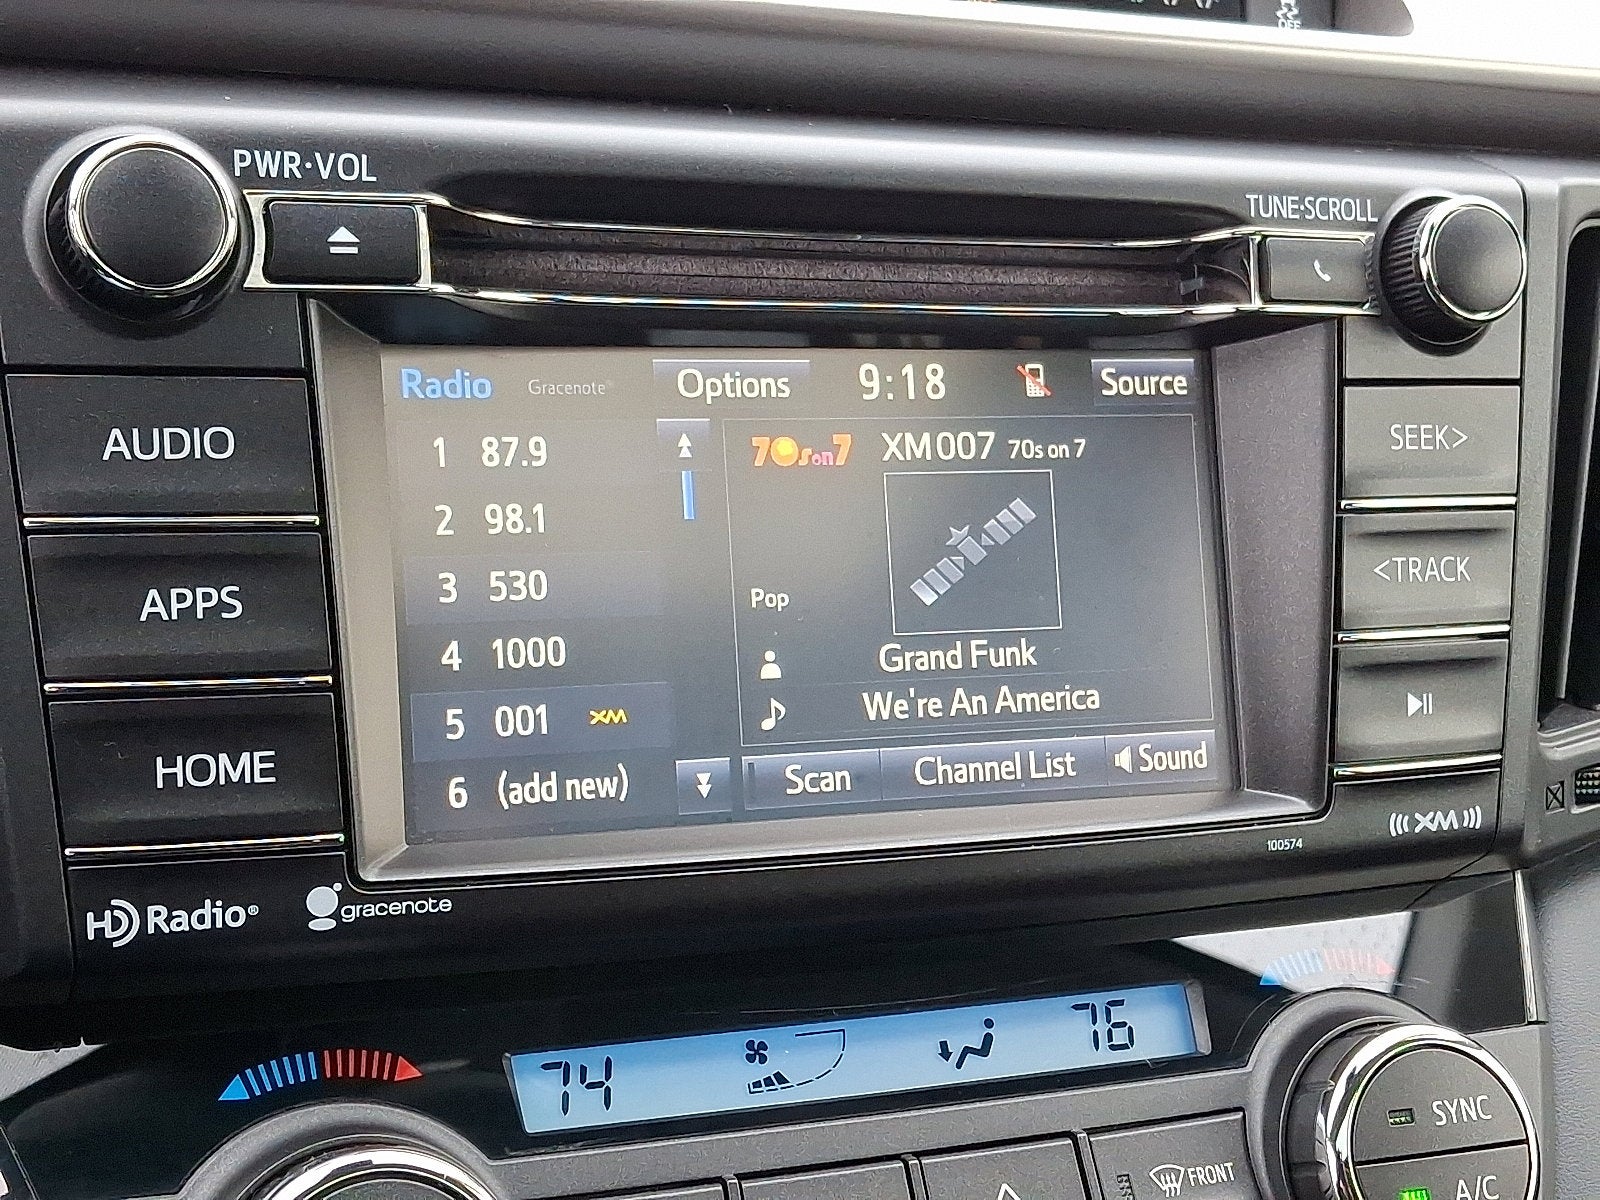 OFF
PWR·VOL
TUNE·SCROLL
Radio Gracenote® Options 9:18 Source
1 87.9
2 98.1
3 530
4 1000
5 001 XM
6 (add new)
70s on 7 XM007 70s on 7
Pop
Grand Funk
We're An America
Scan Channel List Sound
AUDIO
APPS
HOME
SEEK>
<TRACK
XM
100574
HD Radio® gracenote
74 76
SYNC
FRONT
A/C